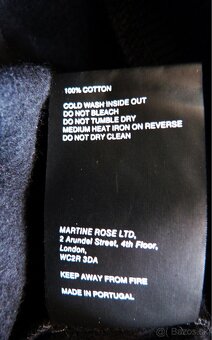 100% COTTON
COLD WASH INSIDE OUT
DO NOT BLEACH
DO NOT TUMBLE DRY
MEDIUM HEAT IRON ON REVERSE
DO NOT DRY CLEAN
MARTINE ROSE LTD,
2 Arundel Street, 4th Floor,
London,
WC2R 3DA
KEEP AWAY FROM FIRE
MADE IN PORTUGAL
Bazos.sk